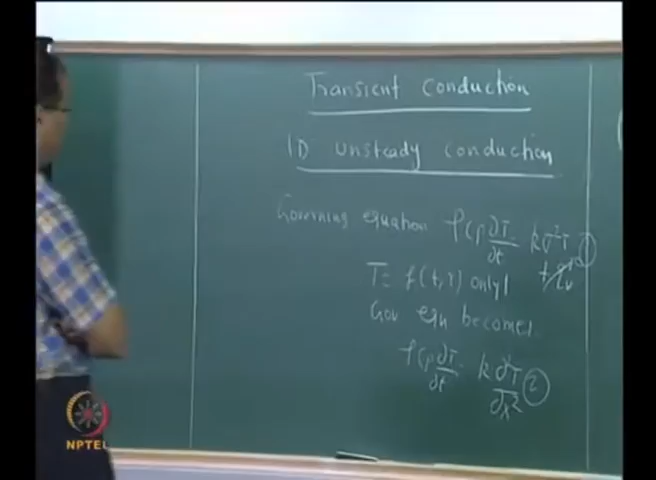 Transient conduction
1D unsteady conduction
Governing equation ρCp ∂T/∂t = k∇²T ①
+ qv
T = f(t, x) only!
Gov eqn becomes
ρCp ∂T/∂t = k ∂²T/∂x² ②
NPTEL